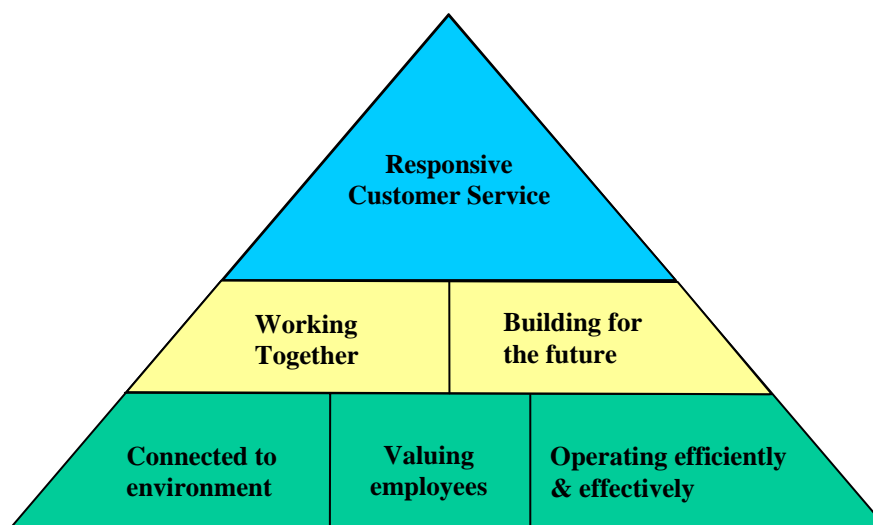 Responsive
Customer Service
Working
Together
Building for
the future
Connected to
environment
Valuing
employees
Operating efficiently
& effectively